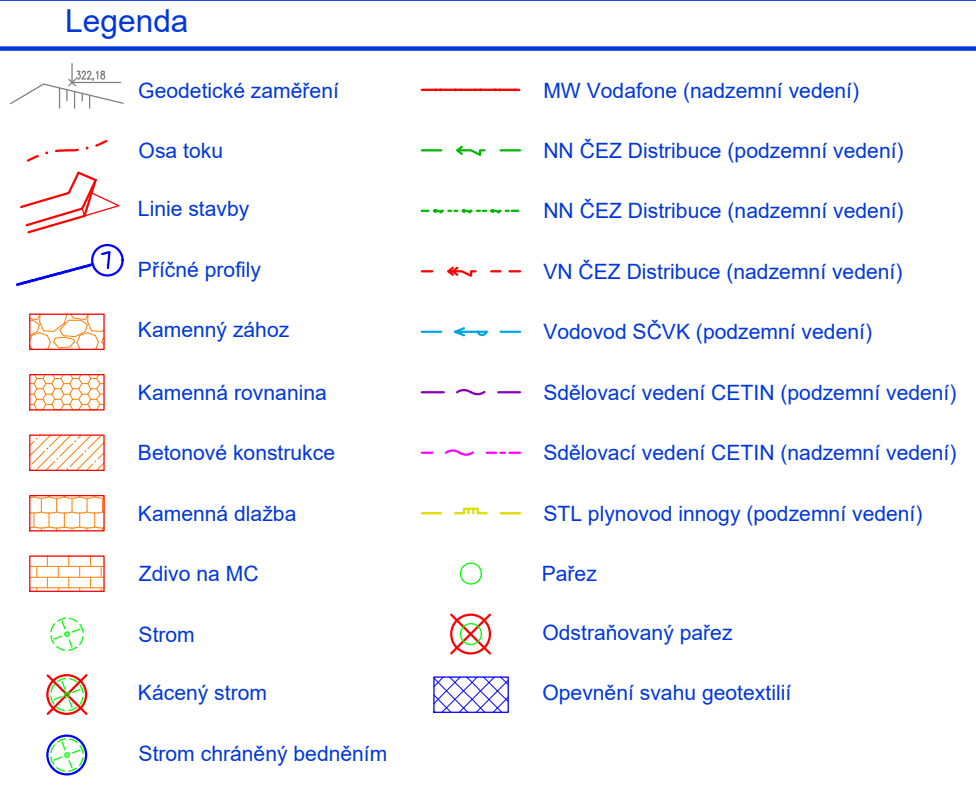 Legenda
322,18
Geodetické zaměření
Osa toku
Linie stavby
7
Příčné profily
Kamenný zához
Kamenná rovnanina
Betonové konstrukce
Kamenná dlažba
Zdivo na MC
Strom
Kácený strom
Strom chráněný bedněním
MW Vodafone (nadzemní vedení)
NN ČEZ Distribuce (podzemní vedení)
NN ČEZ Distribuce (nadzemní vedení)
VN ČEZ Distribuce (nadzemní vedení)
Vodovod SČVK (podzemní vedení)
Sdělovací vedení CETIN (podzemní vedení)
Sdělovací vedení CETIN (nadzemní vedení)
STL plynovod innogy (podzemní vedení)
Pařez
Odstraňovaný pařez
Opevnění svahu geotextilií